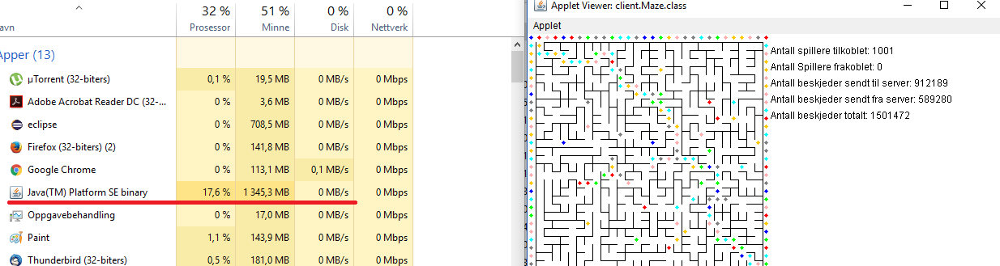 32 % 51 % 0 % 0 %
avn Prosessor Minne Disk Nettverk
Apper (13)
µTorrent (32-biters) 0,1 % 19,5 MB 0 MB/s 0 Mbps
Adobe Acrobat Reader DC (32-... 0 % 3,6 MB 0 MB/s 0 Mbps
eclipse 0 % 708,5 MB 0 MB/s 0 Mbps
Firefox (32-biters) (2) 0 % 141,8 MB 0 MB/s 0 Mbps
Google Chrome 0 % 113,1 MB 0,1 MB/s 0 Mbps
Java(TM) Platform SE binary 17,6 % 1 345,3 MB 0 MB/s 0 Mbps
Oppgavebehandling 0 % 17,0 MB 0 MB/s 0 Mbps
Paint 1,1 % 143,9 MB 0 MB/s 0 Mbps
Thunderbird (32-biters) 0,5 % 181,0 MB 0 MB/s 0 Mbps
Applet Viewer: client.Maze.class
Applet
Antall spillere tilkoblet: 1001
Antall Spillere frakoblet: 0
Antall beskjeder sendt til server: 912189
Antall beskjeder sendt fra server: 589280
Antall beskjeder totalt: 1501472